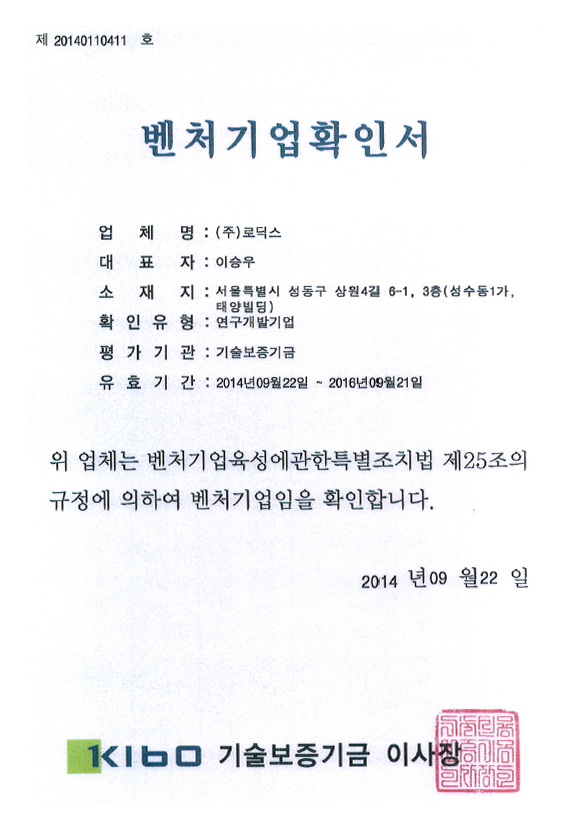 제 20140110411 호
벤처기업확인서
업 체 명 : (주)로덕스
대 표 자 : 이승우
소 재 지 : 서울특별시 성동구 상원4길 6-1, 3층(성수동1가,
태양빌딩)
확 인 유 형 : 연구개발기업
평 가 기 관 : 기술보증기금
유 효 기 간 : 2014년09월22일 ~ 2016년09월21일
위 업체는 벤처기업육성에관한특별조치법 제25조의
규정에 의하여 벤처기업임을 확인합니다.
2014 년09 월22 일
KIBO 기술보증기금 이사장